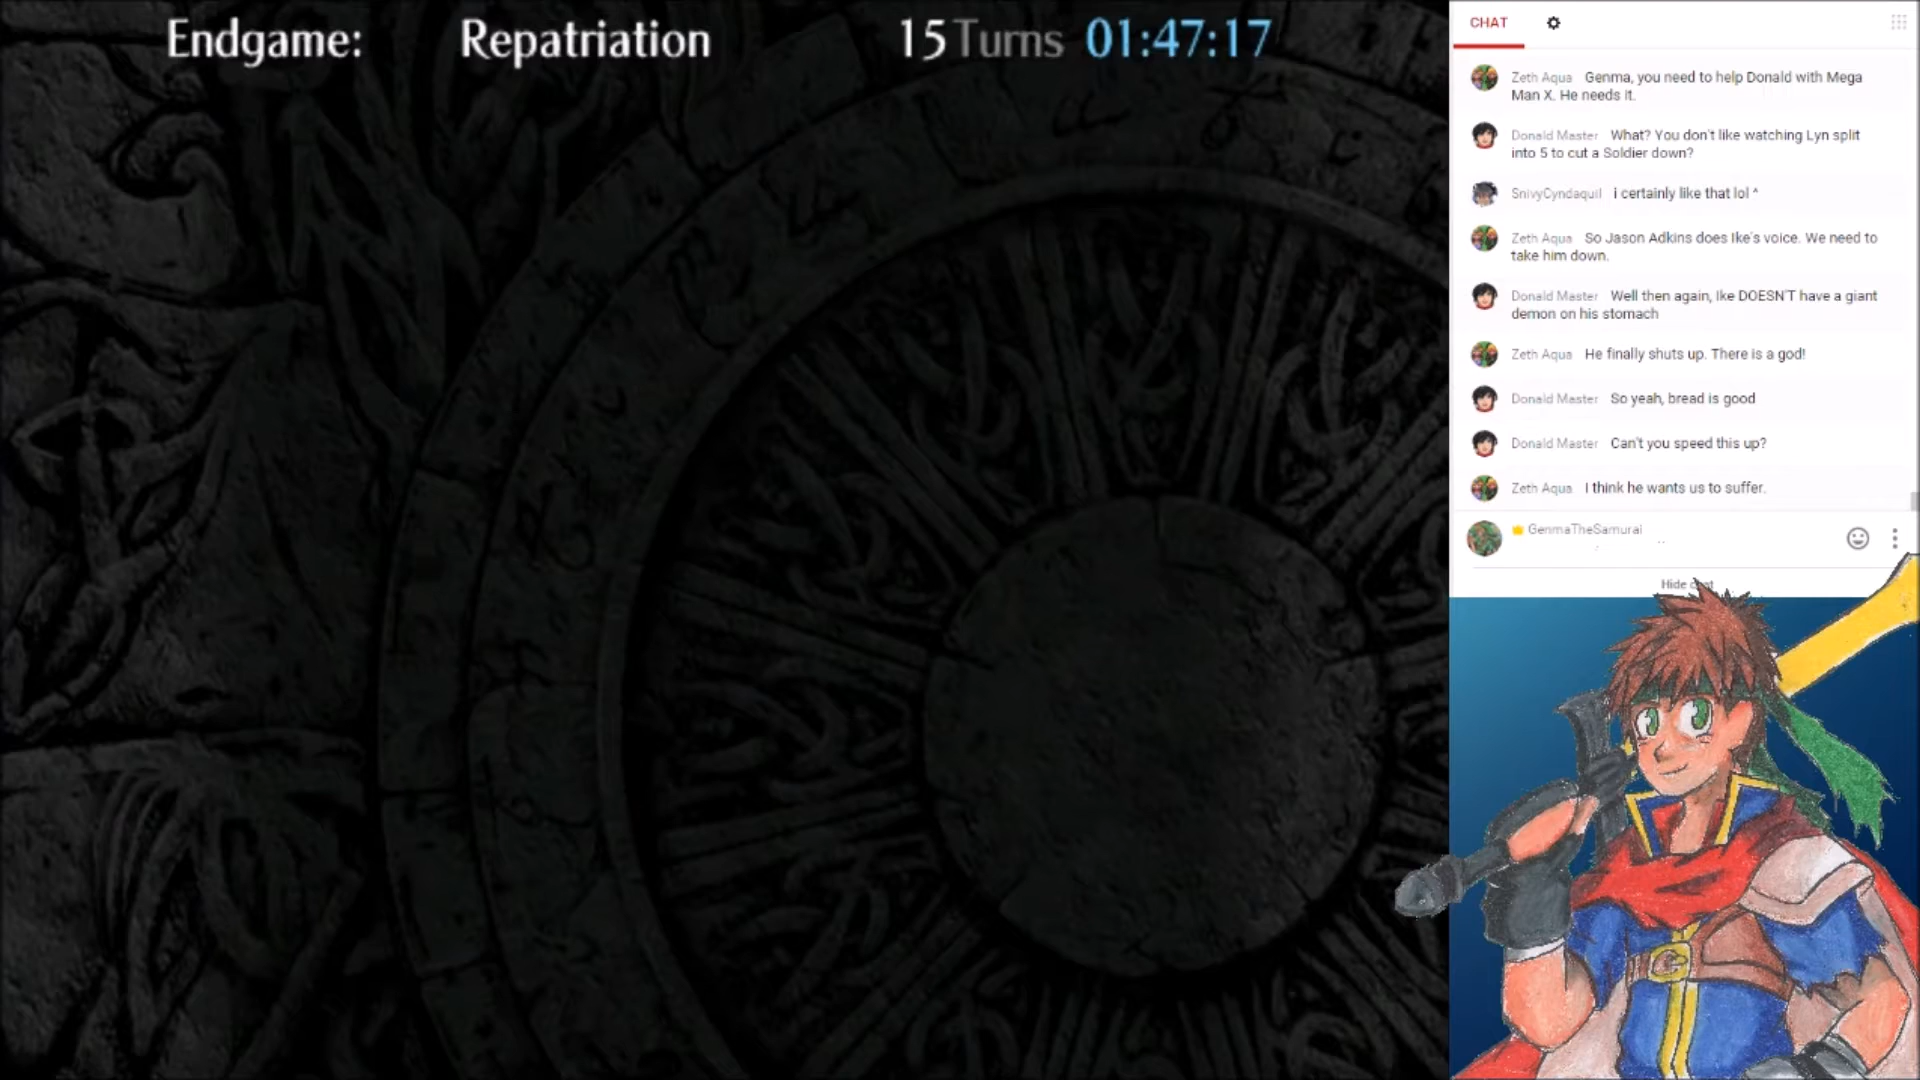 Endgame: Repatriation 15 Turns 01:47:17
CHAT
Zeth Aqua Genma, you need to help Donald with Mega
Man X. He needs it.
Donald Master What? You don't like watching Lyn split
into 5 to cut a Soldier down?
SnivyCyndaquil i certainly like that lol ^
Zeth Aqua So Jason Adkins does Ike's voice. We need to
take him down.
Donald Master Well then again, Ike DOESN'T have a giant
demon on his stomach
Zeth Aqua He finally shuts up. There is a god!
Donald Master So yeah, bread is good
Donald Master Can't you speed this up?
Zeth Aqua I think he wants us to suffer.
GenmaTheSamurai
Hide